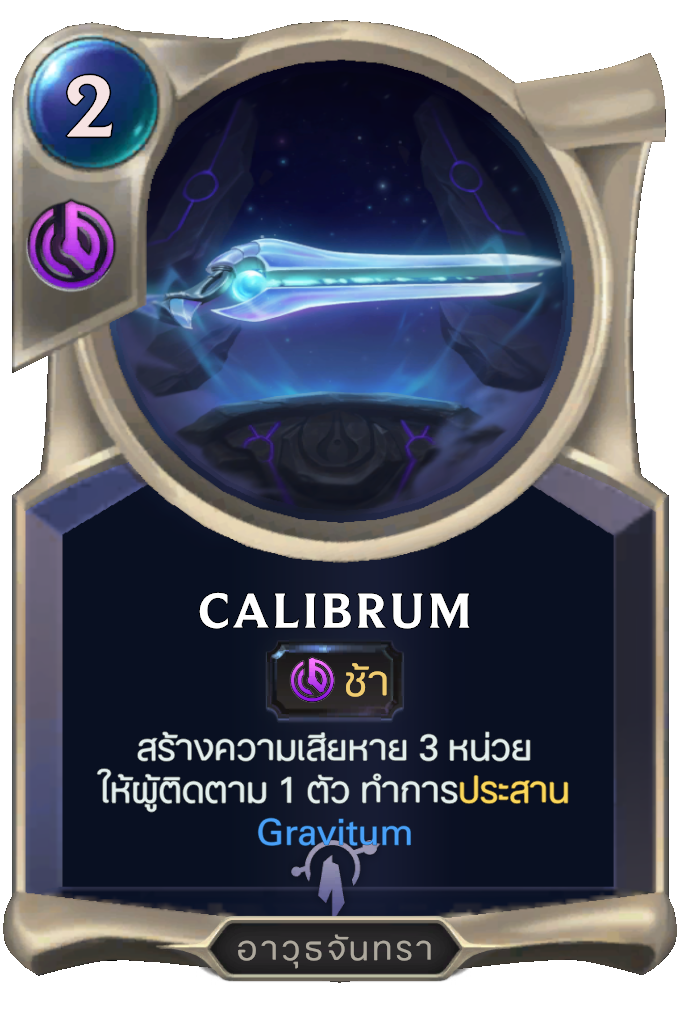 2
CALIBRUM
ช้า
สร้างความเสียหาย 3 หน่วย
ให้ผู้ติดตาม 1 ตัว ทำการประสาน
Gravitum
อาวุธจันทรา